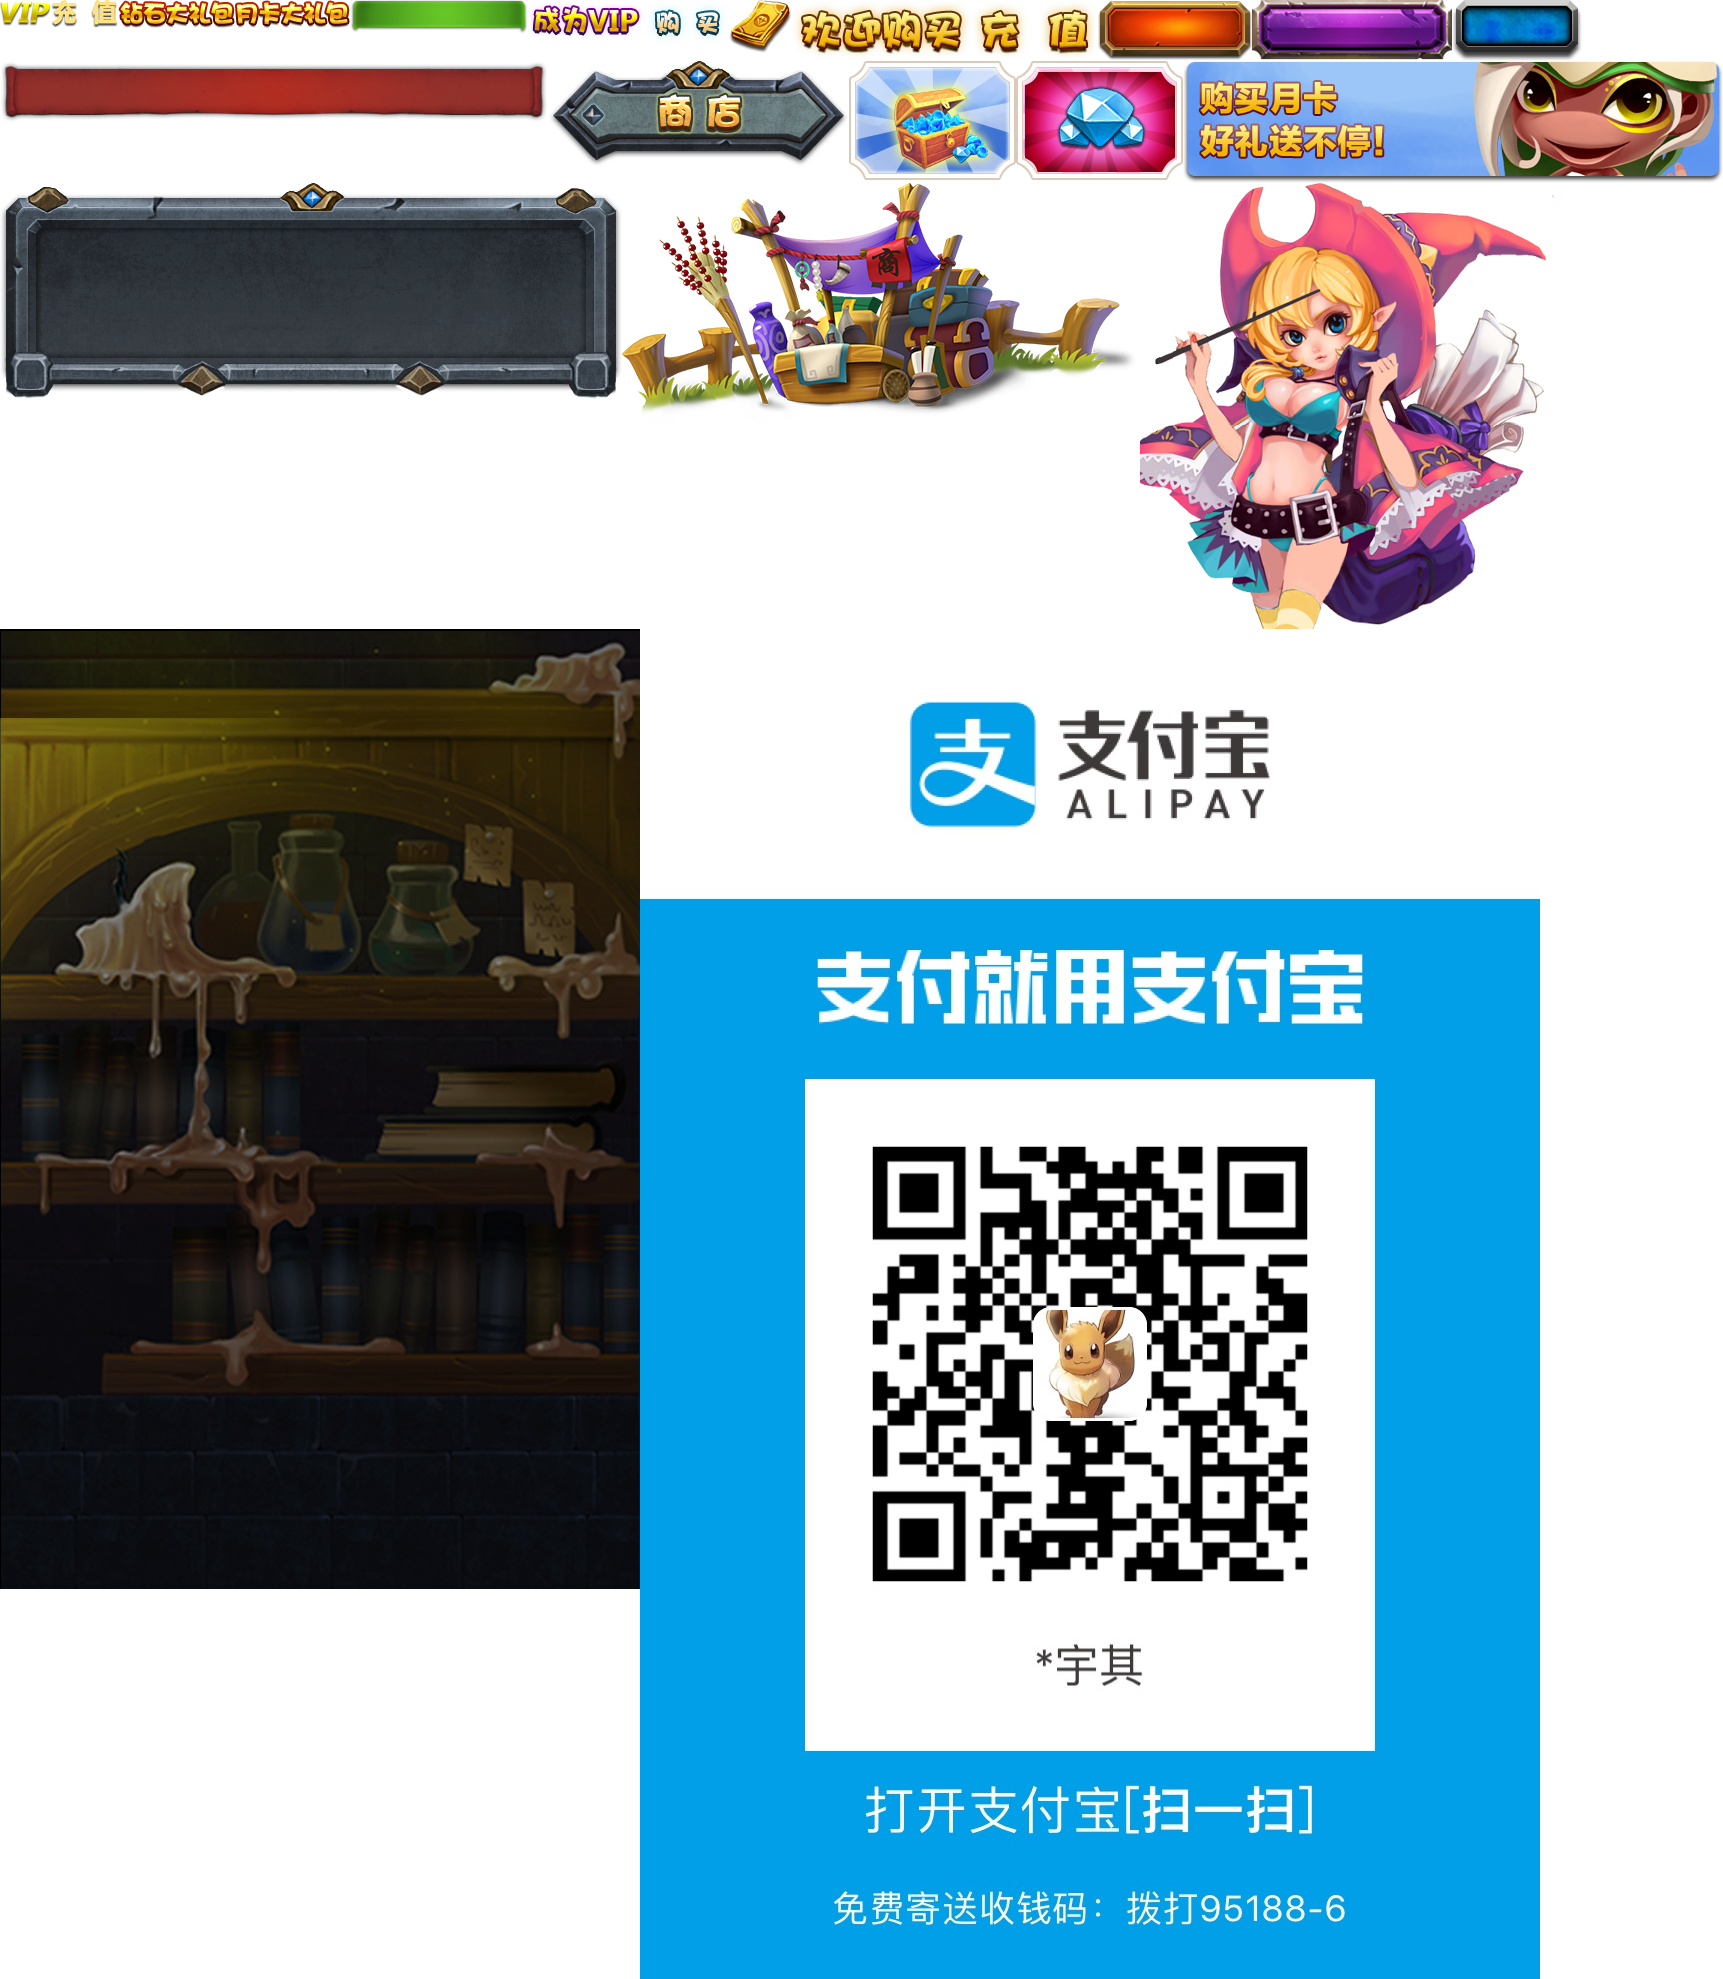 VIP充 值 钻石大礼包 月卡大礼包
成为VIP
购 买
欢迎购买
充 值
商店
购买月卡
好礼送不停!
商
支
支付宝
ALIPAY
支付就用支付宝
*宇其
打开支付宝[扫一扫]
免费寄送收钱码：拨打95188-6